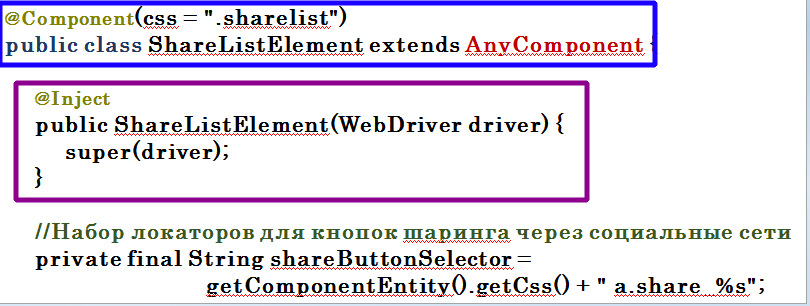 @Component(css = ".sharelist")
public class ShareListElement extends AnyComponent {
@Inject
public ShareListElement(WebDriver driver) {
super(driver);
}
//Набор локаторов для кнопок шаринга через социальные сети
private final String shareButtonSelector =
getComponentEntity().getCss() + " a.share_%s";